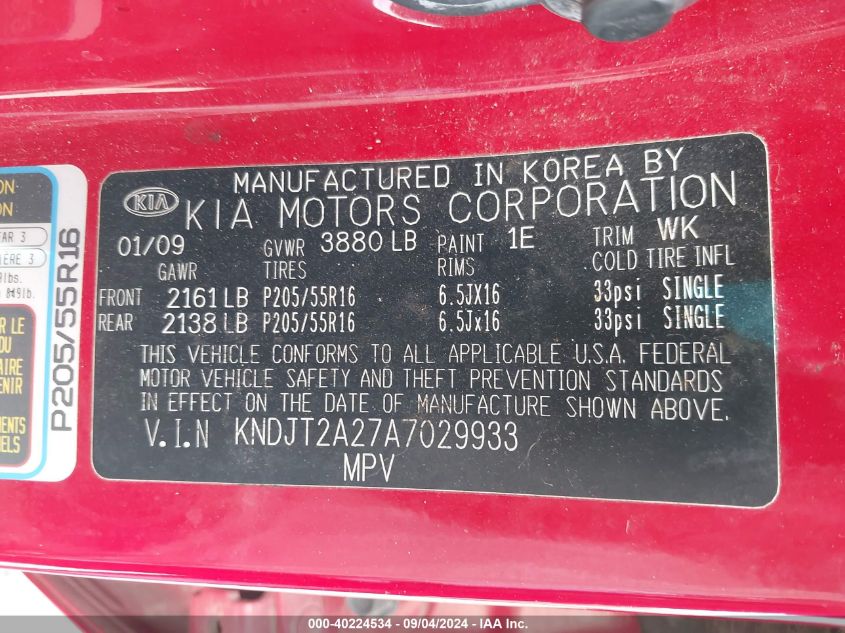 MANUFACTURED IN KOREA BY
KIA KIA MOTORS CORPORATION
01/09 GVWR 3880 LB PAINT 1E TRIM WK
GAWR TIRES RIMS COLD TIRE INFL
FRONT 2161 LB P205/55R16 6.5JX16 33psi SINGLE
REAR 2138 LB P205/55R16 6.5Jx16 33psi SINGLE
THIS VEHICLE CONFORMS TO ALL APPLICABLE U.S.A. FEDERAL
MOTOR VEHICLE SAFETY AND THEFT PREVENTION STANDARDS
IN EFFECT ON THE DATE OF MANUFACTURE SHOWN ABOVE.
V.I.N KNDJT2A27A7029933
MPV
P205/55R16
000-40224534 - 09/04/2024 - IMAGE.